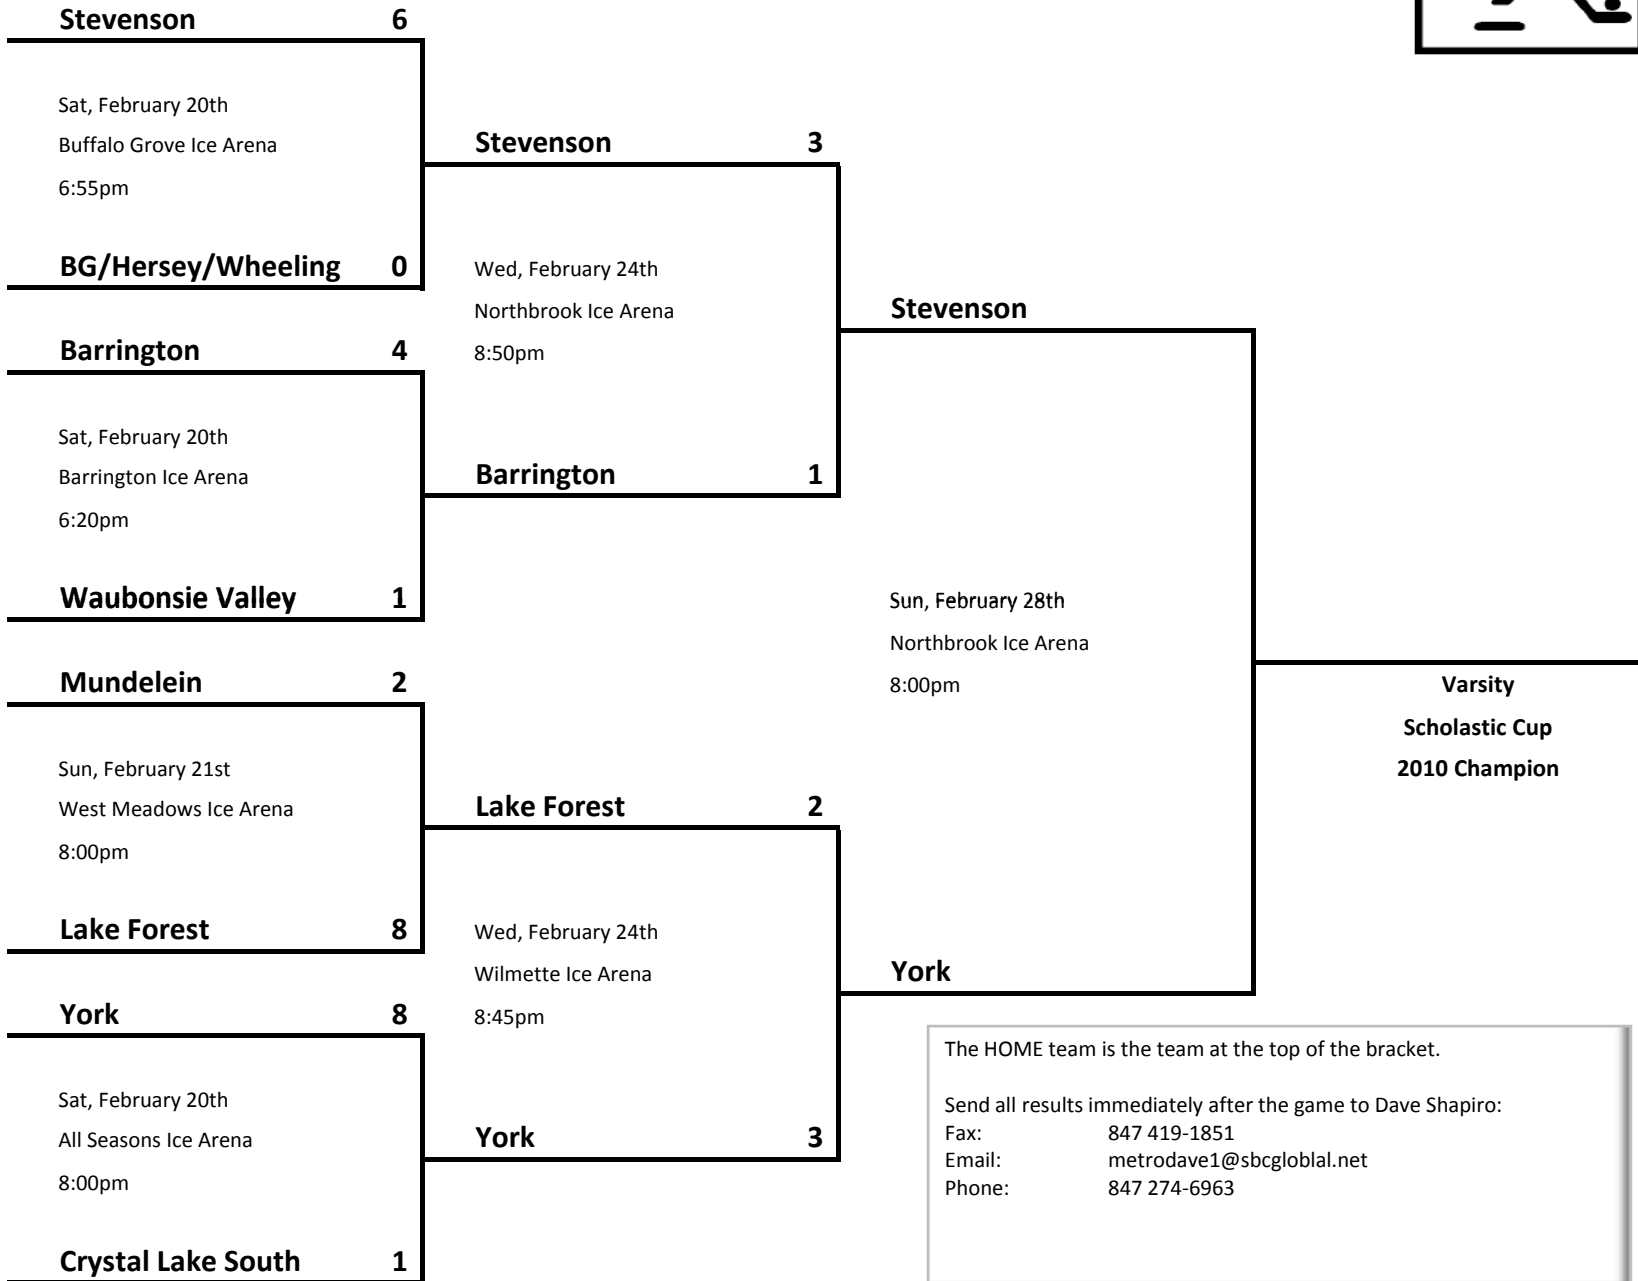 Stevenson 6
Sat, February 20th
Buffalo Grove Ice Arena
6:55pm
BG/Hersey/Wheeling 0
Barrington 4
Sat, February 20th
Barrington Ice Arena
6:20pm
Waubonsie Valley 1
Mundelein 2
Sun, February 21st
West Meadows Ice Arena
8:00pm
Lake Forest 8
York 8
Sat, February 20th
All Seasons Ice Arena
8:00pm
Crystal Lake South 1
Stevenson 3
Wed, February 24th
Northbrook Ice Arena
8:50pm
Barrington 1
Lake Forest 2
Wed, February 24th
Wilmette Ice Arena
8:45pm
York 3
Stevenson
Sun, February 28th
Northbrook Ice Arena
8:00pm
York
Varsity
Scholastic Cup
2010 Champion
The HOME team is the team at the top of the bracket.
Send all results immediately after the game to Dave Shapiro:
Fax: 847 419-1851
Email: metrodave1@sbcgloblal.net
Phone: 847 274-6963